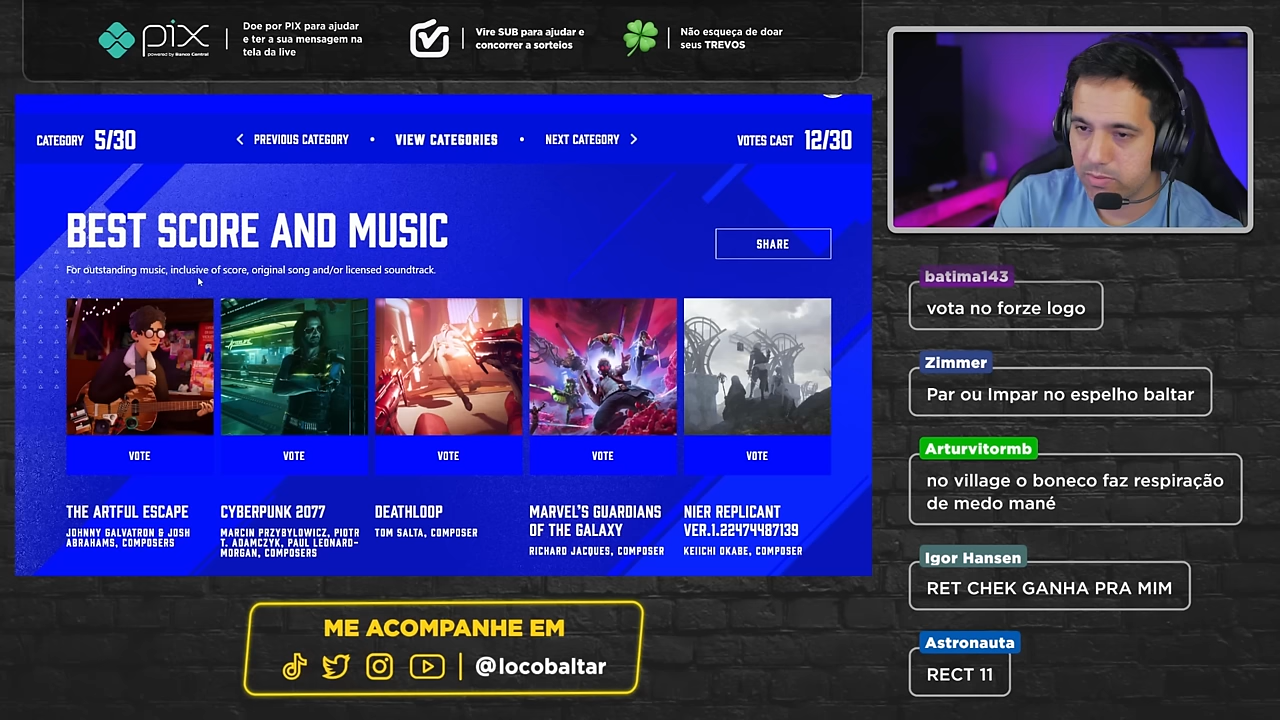 pix
powered by Banco Central
Doe por PIX para ajudar
e ter a sua mensagem na
tela da live
Vire SUB para ajudar e
concorrer a sorteios
Não esqueça de doar
seus TREVOS
CATEGORY 5/30
PREVIOUS CATEGORY • VIEW CATEGORIES • NEXT CATEGORY
VOTES CAST 12/30
BEST SCORE AND MUSIC
For outstanding music, inclusive of score, original song and/or licensed soundtrack.
SHARE
VOTE
VOTE
VOTE
VOTE
VOTE
THE ARTFUL ESCAPE
JOHNNY GALVATRON & JOSH
ABRAHAMS, COMPOSERS
CYBERPUNK 2077
MARCIN PRZYBYLOWICZ, PIOTR
T. ADAMCZYK, PAUL LEONARD-
MORGAN, COMPOSERS
DEATHLOOP
TOM SALTA, COMPOSER
MARVEL'S GUARDIANS
OF THE GALAXY
RICHARD JACQUES, COMPOSER
NIER REPLICANT
VER.1.22474487139
KEIICHI OKABE, COMPOSER
ME ACOMPANHE EM
@locobaltar
batima143
vota no forze logo
Zimmer
Par ou Impar no espelho baltar
Arturvitormb
no village o boneco faz respiração
de medo mané
Igor Hansen
RET CHEK GANHA PRA MIM
Astronauta
RECT 11